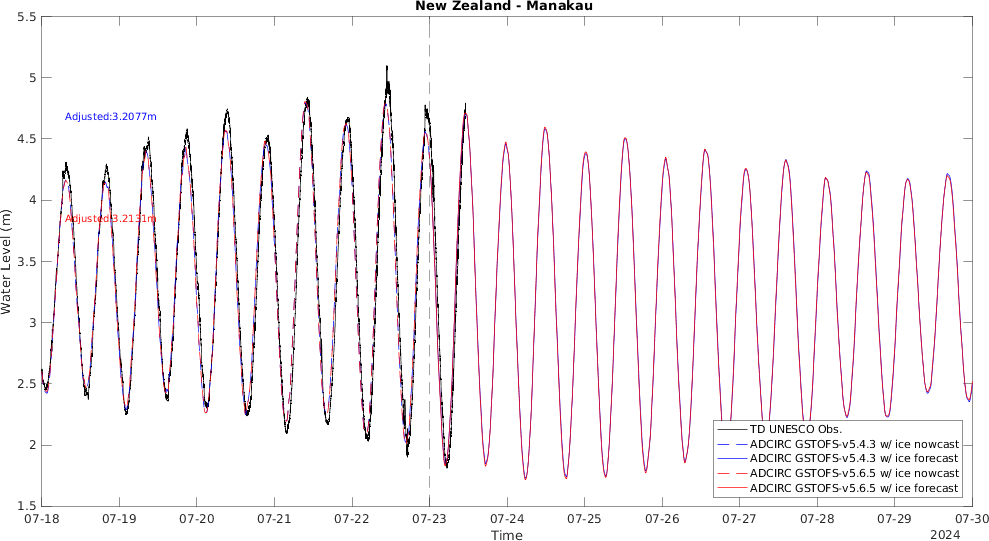 New Zealand - Manakau
5.5
5
4.5
4
3.5
3
2.5
2
1.5
Water Level (m)
Adjusted:3.2077m
Adjusted:3.2131m
TD UNESCO Obs.
ADCIRC GSTOFS-v5.4.3 w/ ice nowcast
ADCIRC GSTOFS-v5.4.3 w/ ice forecast
ADCIRC GSTOFS-v5.6.5 w/ ice nowcast
ADCIRC GSTOFS-v5.6.5 w/ ice forecast
07-18 07-19 07-20 07-21 07-22 07-23 07-24 07-25 07-26 07-27 07-28 07-29 07-30
Time
2024